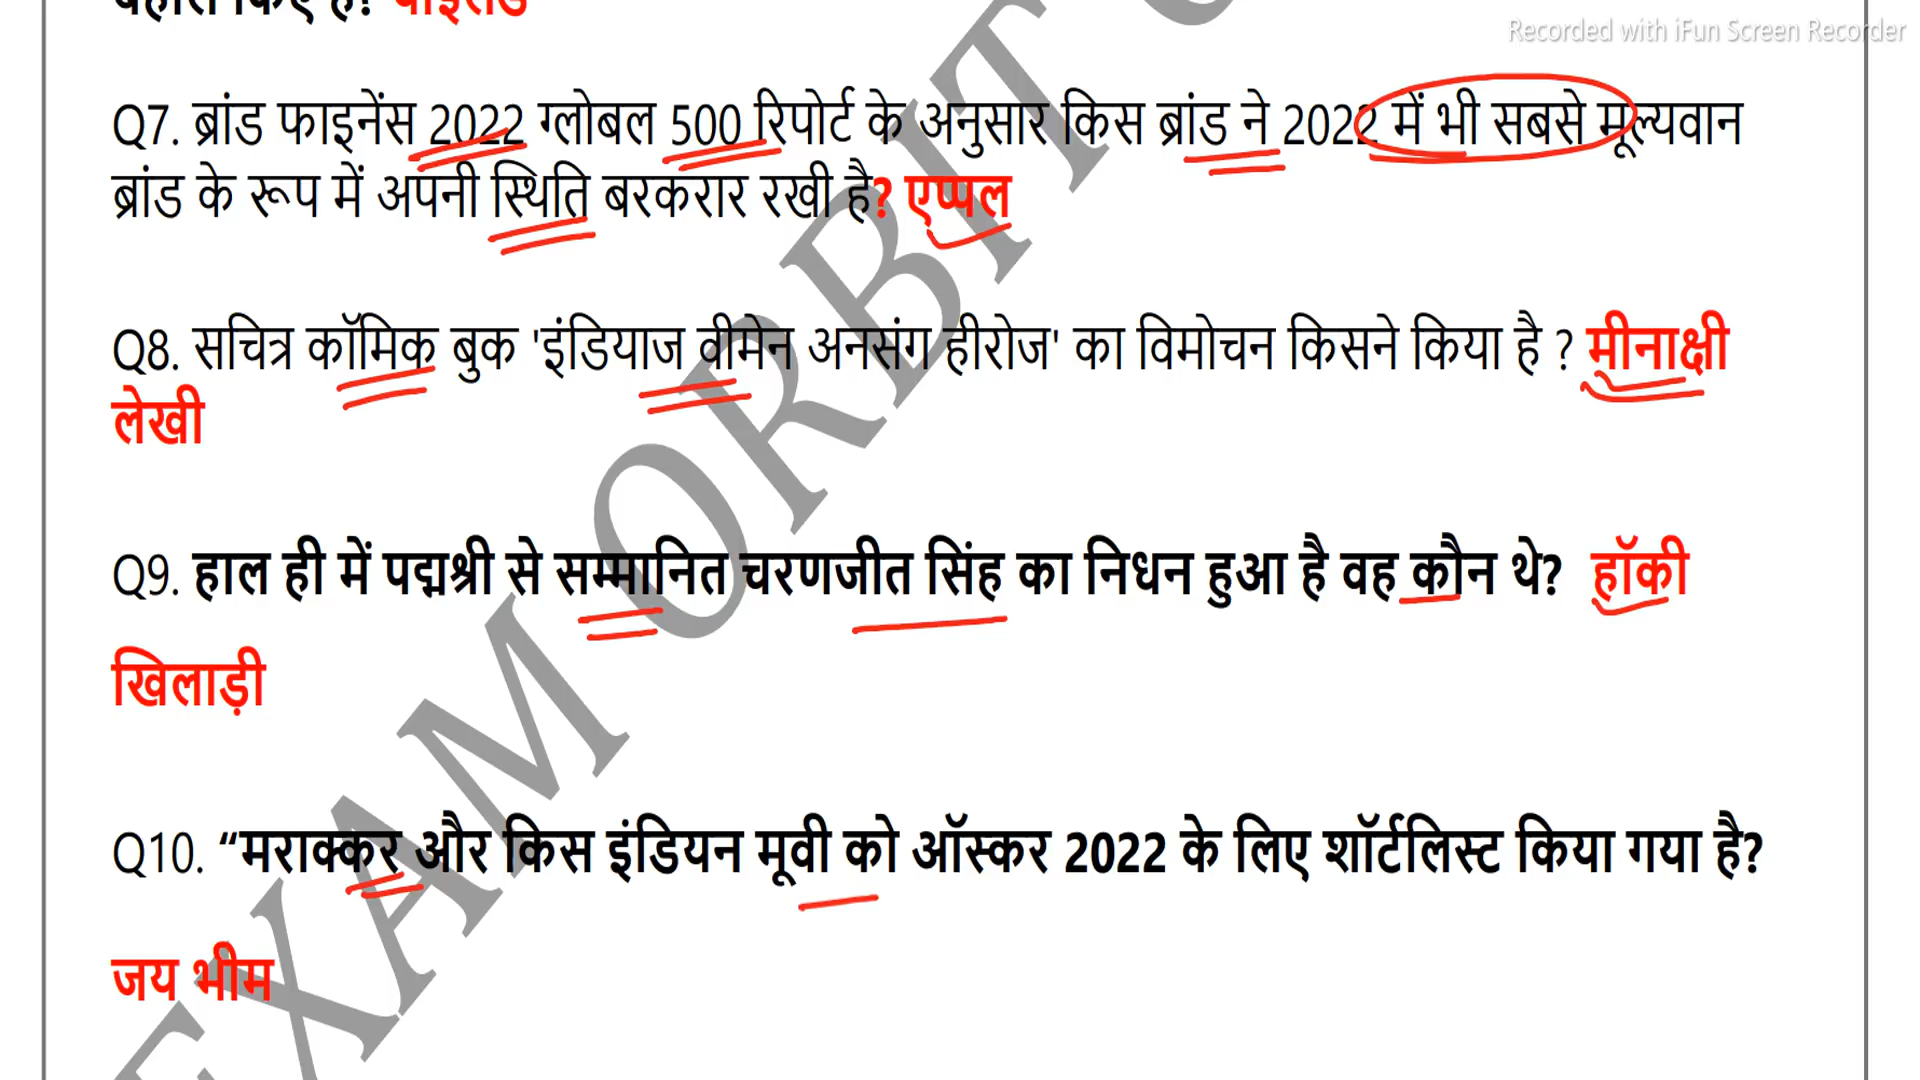 Recorded with iFun Screen Recorder
Q7. ब्रांड फाइनेंस 2022 ग्लोबल 500 रिपोर्ट के अनुसार किस ब्रांड ने 2022 में भी सबसे मूल्यवान
ब्रांड के रूप में अपनी स्थिति बरकरार रखी है? एप्पल
Q8. सचित्र कॉमिक बुक 'इंडियाज वीमेन अनसंग हीरोज' का विमोचन किसने किया है ? मीनाक्षी
लेखी
Q9. हाल ही में पद्मश्री से सम्मानित चरणजीत सिंह का निधन हुआ है वह कौन थे? हॉकी
खिलाड़ी
Q10. “मराक्कर और किस इंडियन मूवी को ऑस्कर 2022 के लिए शॉर्टलिस्ट किया गया है?
जय भीम
EXAM ORBIT